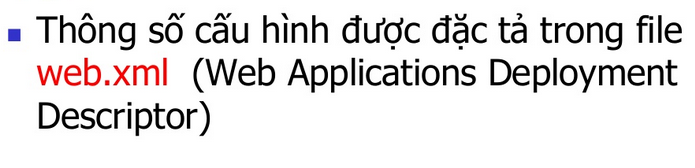 Thông số cấu hình được đặc tả trong file
web.xml (Web Applications Deployment
Descriptor)